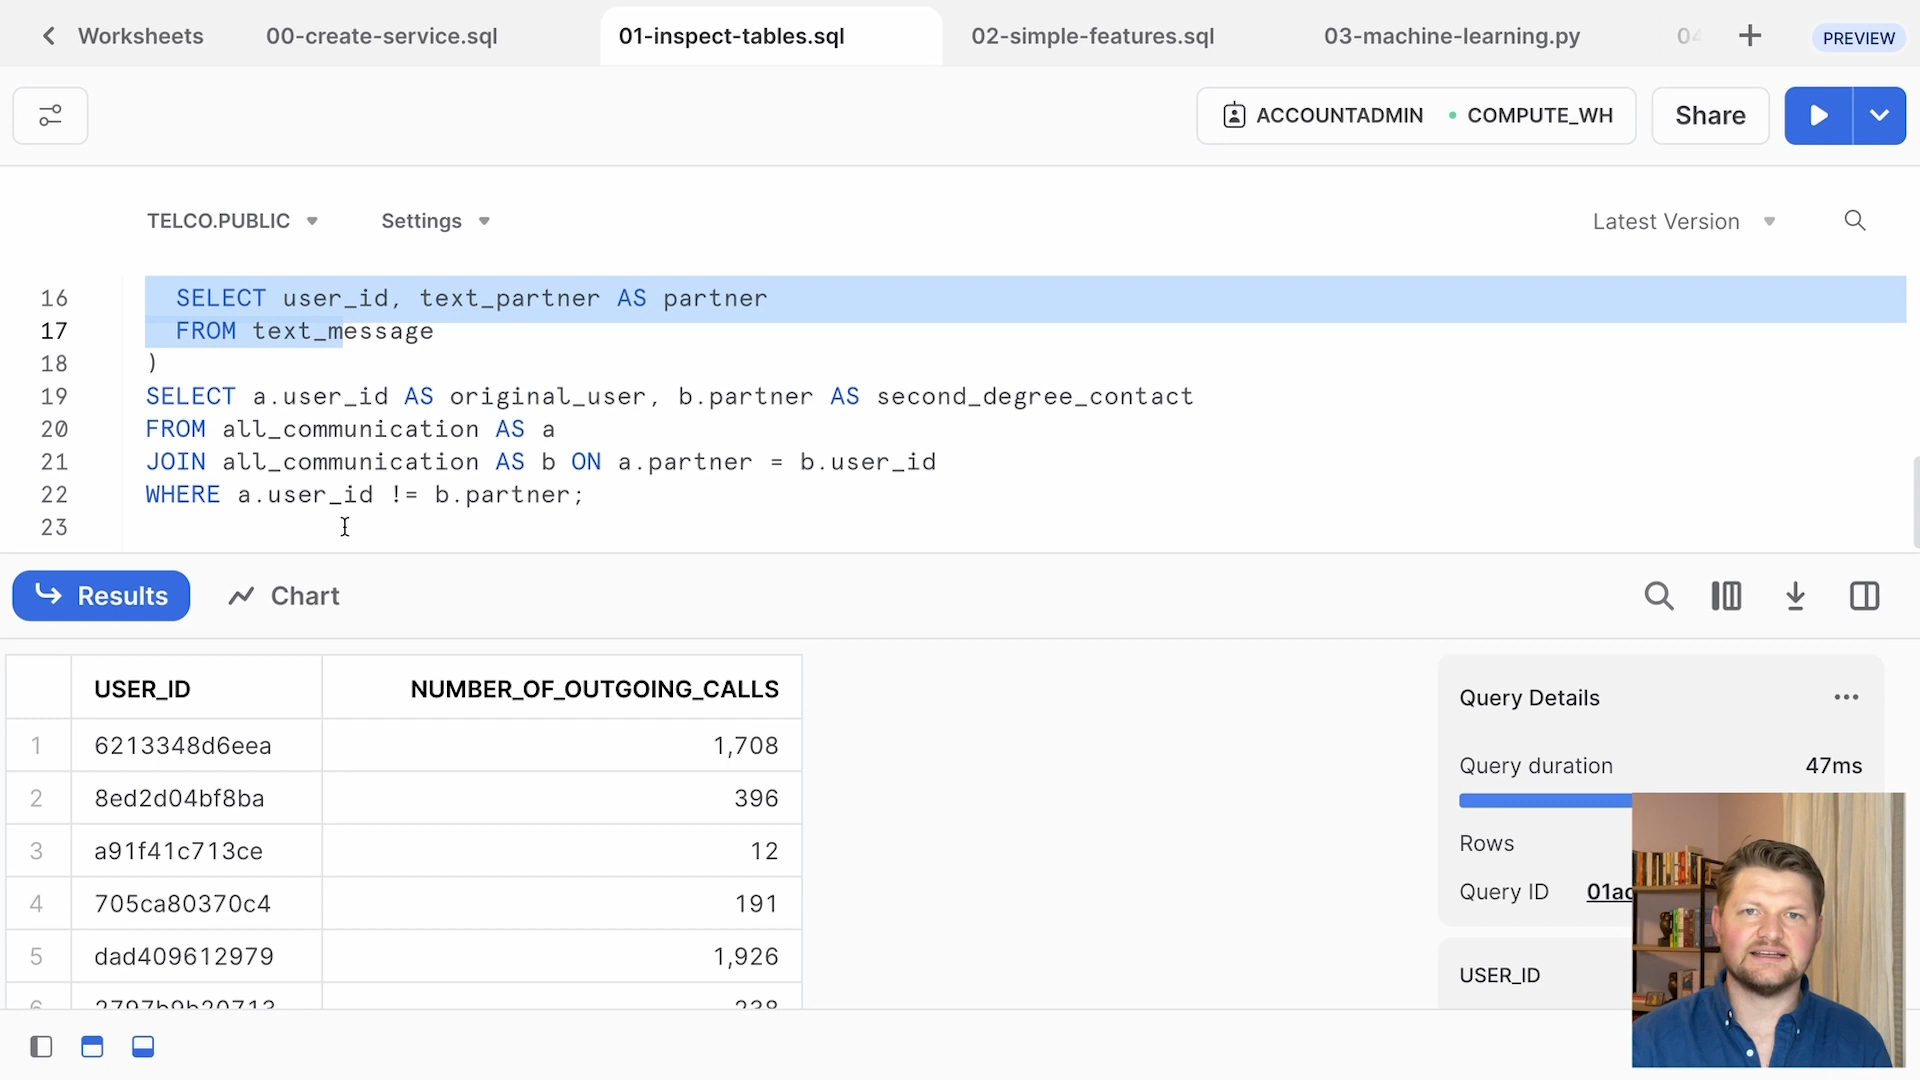 Worksheets 00-create-service.sql 01-inspect-tables.sql 02-simple-features.sql 03-machine-learning.py 04 + PREVIEW
ACCOUNTADMIN • COMPUTE_WH Share
TELCO.PUBLIC Settings Latest Version
16 SELECT user_id, text_partner AS partner
17 FROM text_message
18 )
19 SELECT a.user_id AS original_user, b.partner AS second_degree_contact
20 FROM all_communication AS a
21 JOIN all_communication AS b ON a.partner = b.user_id
22 WHERE a.user_id != b.partner;
23
Results Chart
USER_ID NUMBER_OF_OUTGOING_CALLS
1 6213348d6eea 1,708
2 8ed2d04bf8ba 396
3 a91f41c713ce 12
4 705ca80370c4 191
5 dad409612979 1,926
Query Details ...
Query duration 47ms
Rows
Query ID
USER_ID